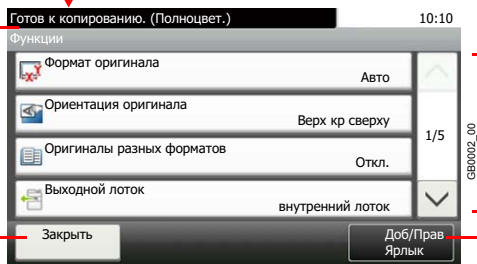 Готов к копированию. (Полноцвет.)
10:10
Функции
Формат оригинала
Авто
Ориентация оригинала
Верх кр сверху
1/5
Оригиналы разных форматов
Откл.
Выходной лоток
внутренний лоток
Закрыть
Доб/Прав
Ярлык
GB0002_00